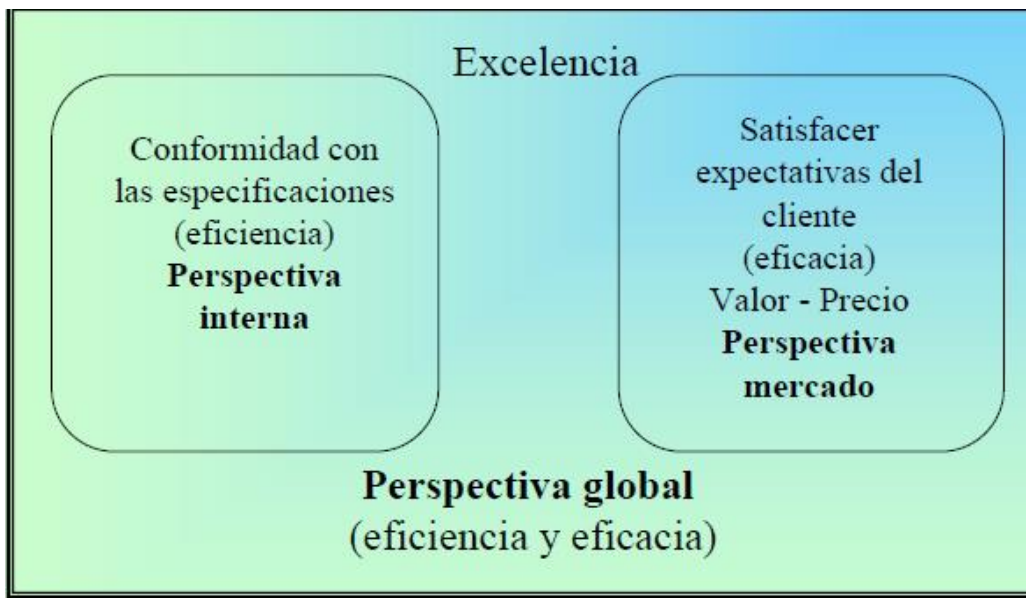 Excelencia
Conformidad con
las especificaciones
(eficiencia)
Perspectiva
interna
Satisfacer
expectativas del
cliente
(eficacia)
Valor - Precio
Perspectiva
mercado
Perspectiva global
(eficiencia y eficacia)